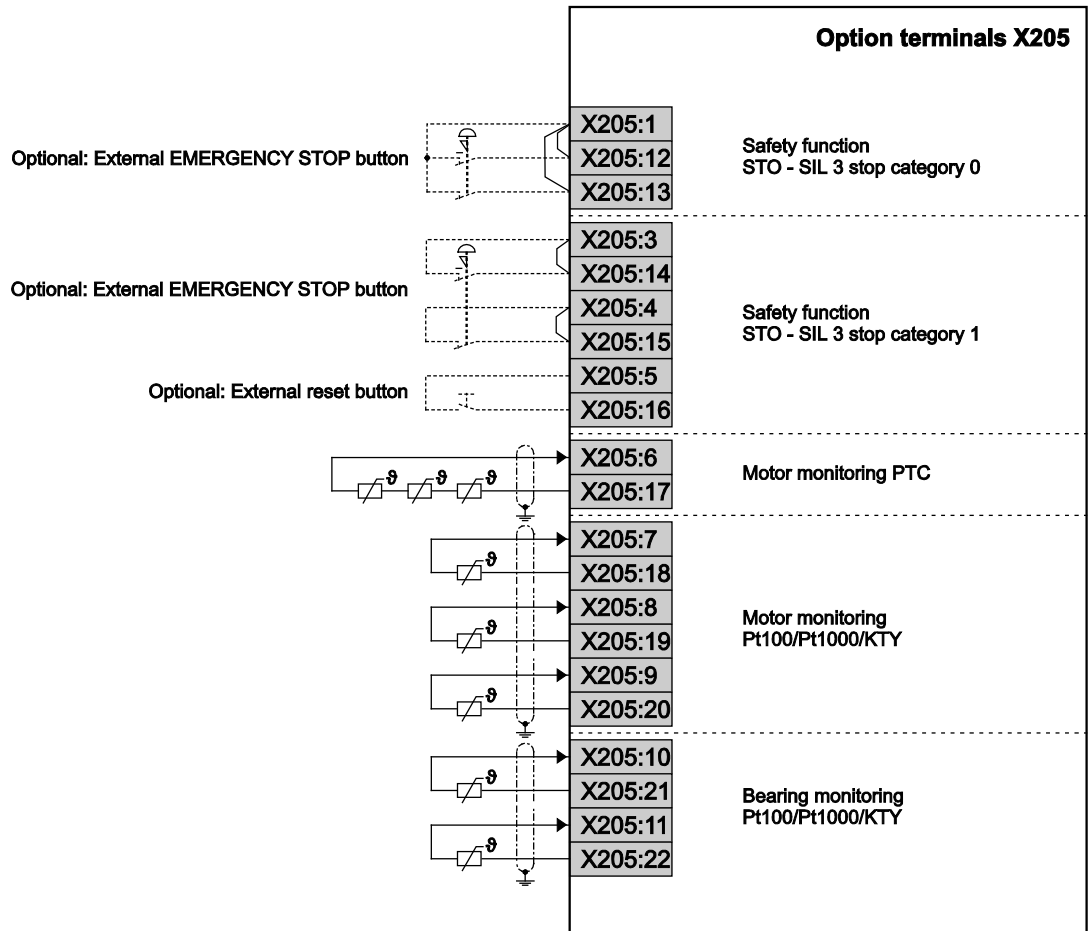 Option terminals X205
X205:1
Optional: External EMERGENCY STOP button
X205:12
X205:13
Safety function
STO - SIL 3 stop category 0
X205:3
X205:14
Optional: External EMERGENCY STOP button
X205:4
X205:15
Safety function
STO - SIL 3 stop category 1
X205:5
Optional: External reset button
X205:16
X205:6
ϑ ϑ ϑ
X205:17
Motor monitoring PTC
X205:7
ϑ
X205:18
X205:8
ϑ
X205:19
Motor monitoring
Pt100/Pt1000/KTY
X205:9
ϑ
X205:20
X205:10
ϑ
X205:21
Bearing monitoring
Pt100/Pt1000/KTY
X205:11
ϑ
X205:22